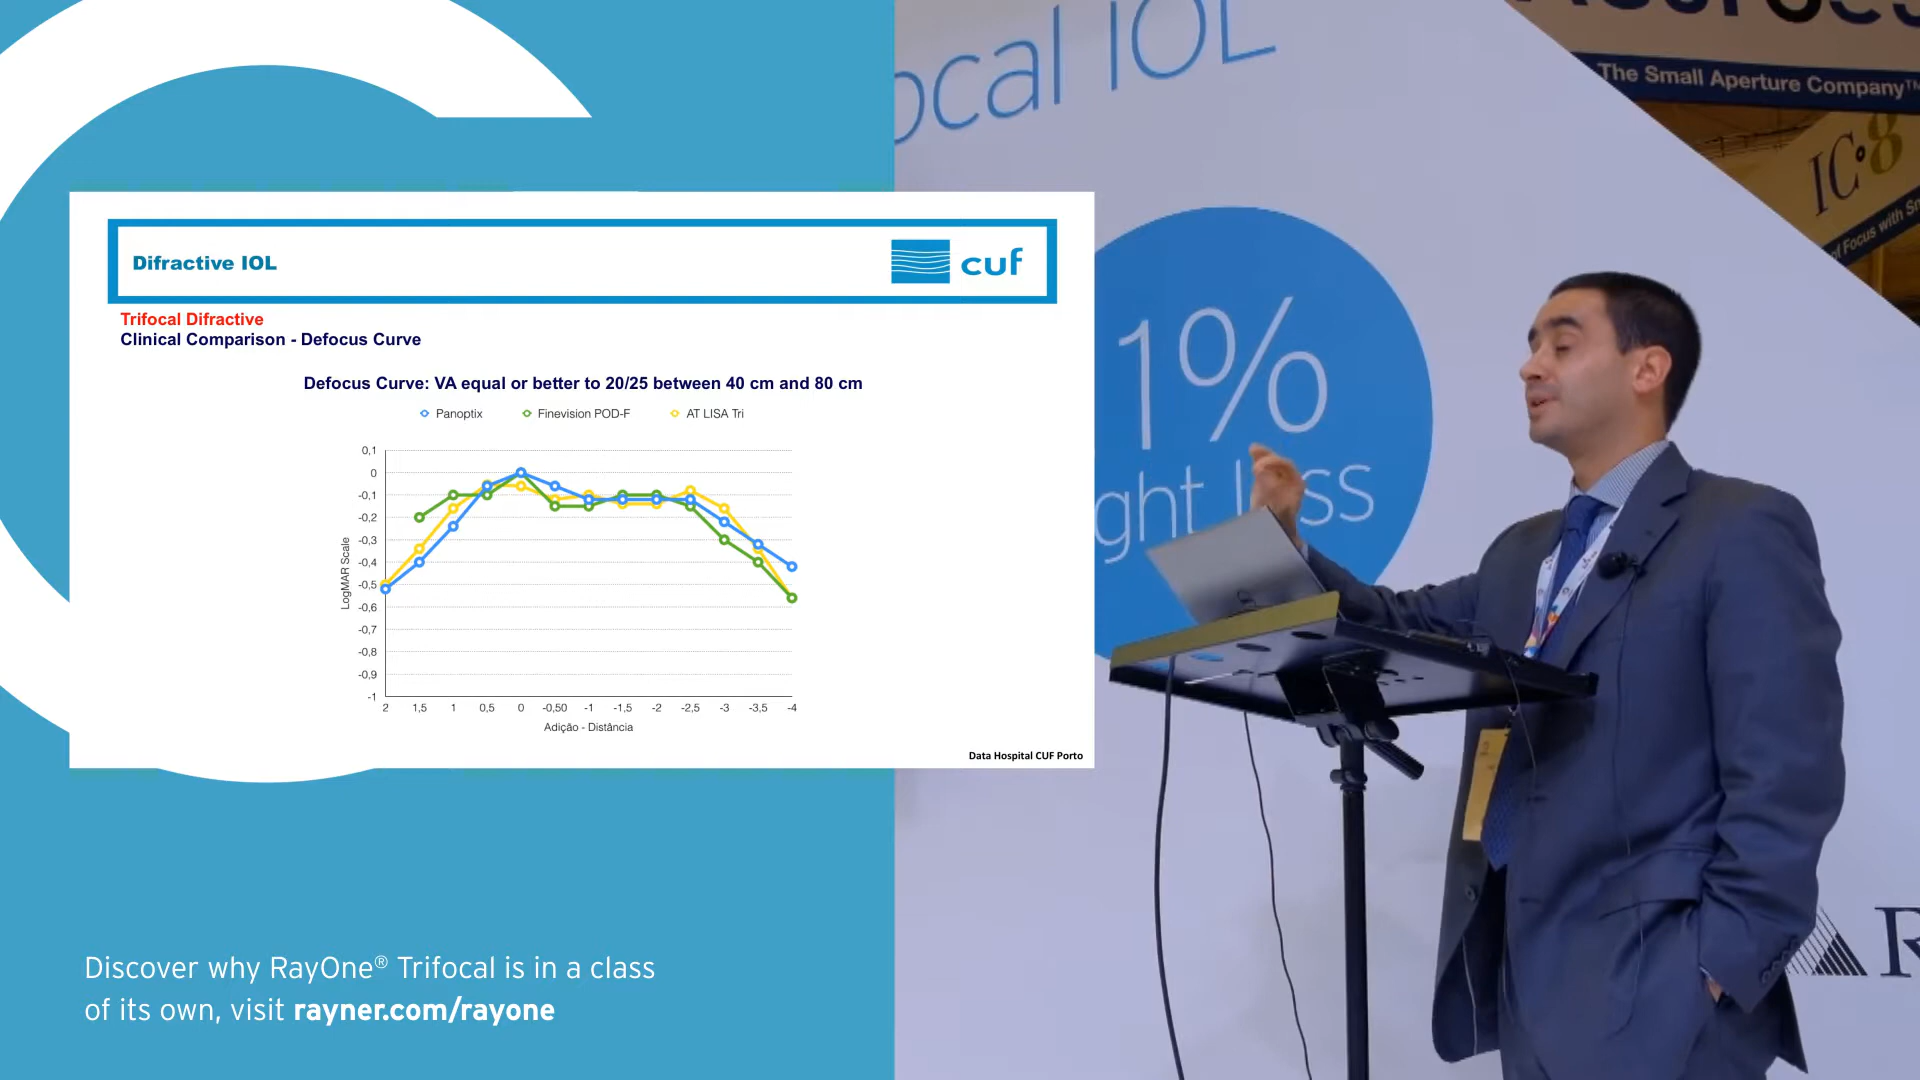 Difractive IOL
cuf
Trifocal Difractive
Clinical Comparison - Defocus Curve
Defocus Curve: VA equal or better to 20/25 between 40 cm and 80 cm
Panoptix
Finevision POD-F
AT LISA Tri
0,1
0
-0,1
-0,2
-0,3
-0,4
-0,5
-0,6
-0,7
-0,8
-0,9
-1
LogMAR Scale
2 1,5 1 0,5 0 -0,50 -1 -1,5 -2 -2,5 -3 -3,5 -4
Adição - Distância
Data Hospital CUF Porto
Discover why RayOne® Trifocal is in a class
of its own, visit rayner.com/rayone
ocal IOL
1%
ght loss
The Small Aperture Company™
IC·8
of Focus with Sm
R